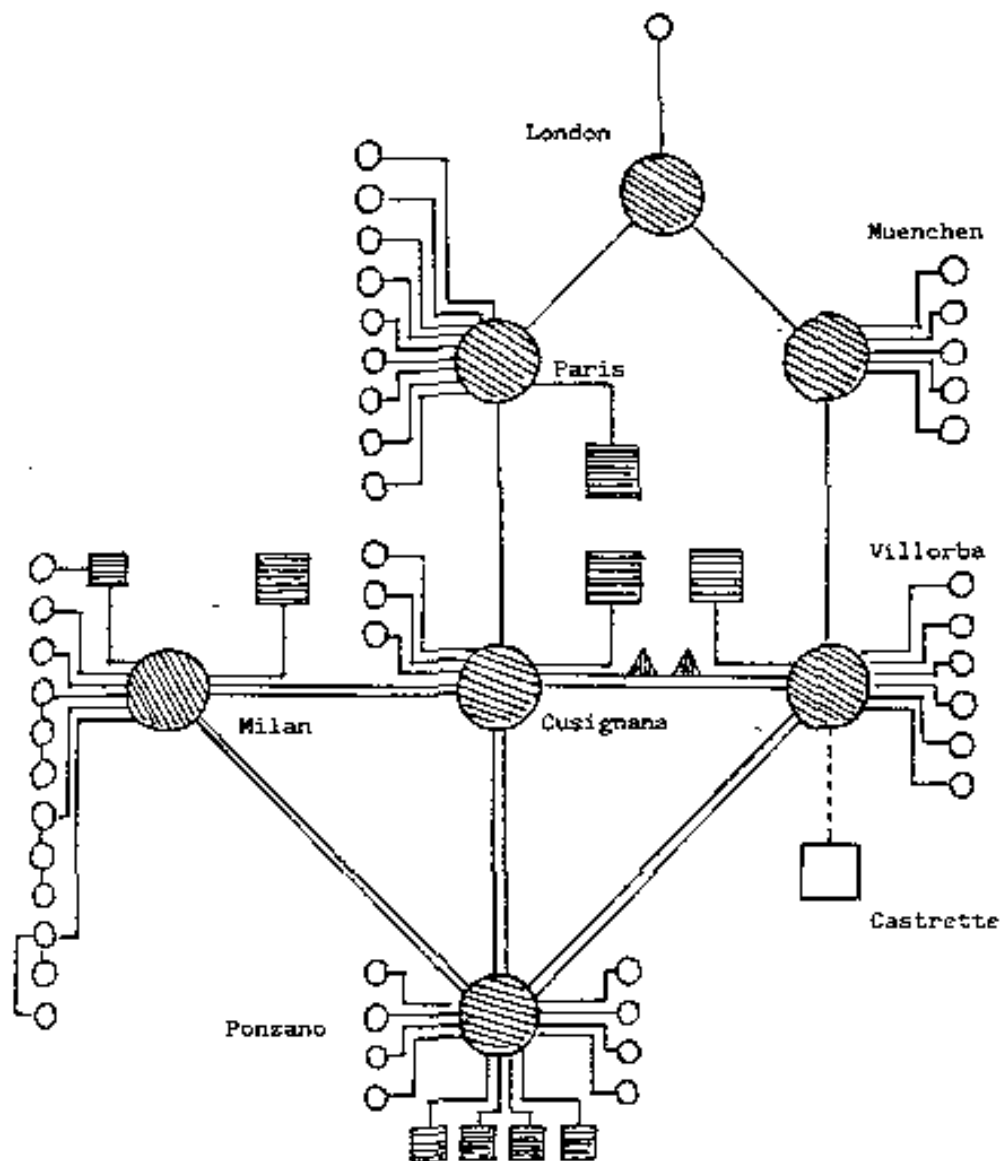 London
Muenchen
Paris
Villorba
Milan
Cusignana
Castrette
Ponzano